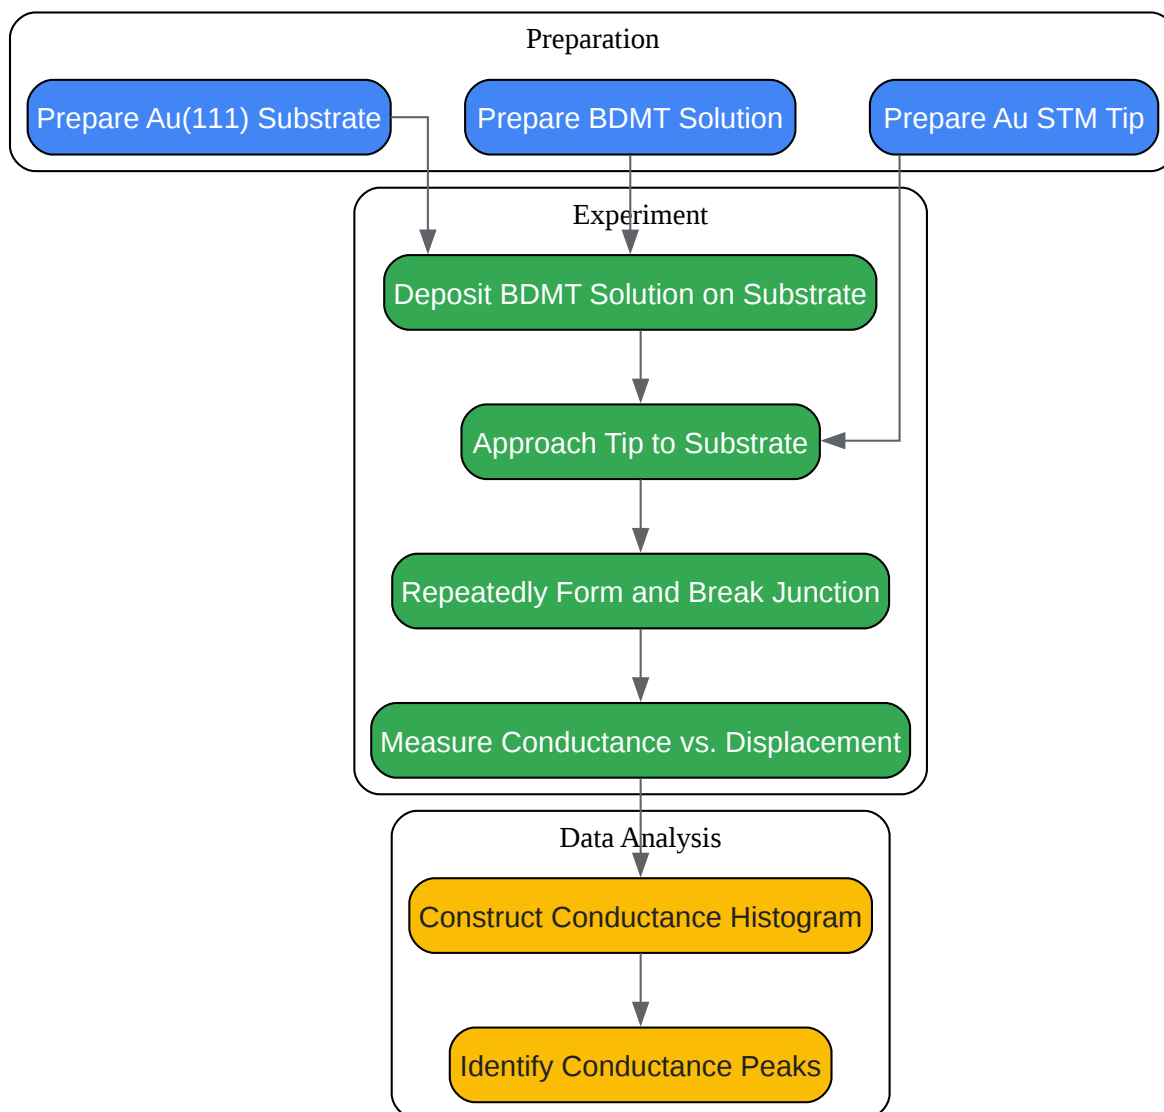 Preparation
Prepare Au(111) Substrate
Prepare BDMT Solution
Prepare Au STM Tip
Experiment
Deposit BDMT Solution on Substrate
Approach Tip to Substrate
Repeatedly Form and Break Junction
Measure Conductance vs. Displacement
Data Analysis
Construct Conductance Histogram
Identify Conductance Peaks